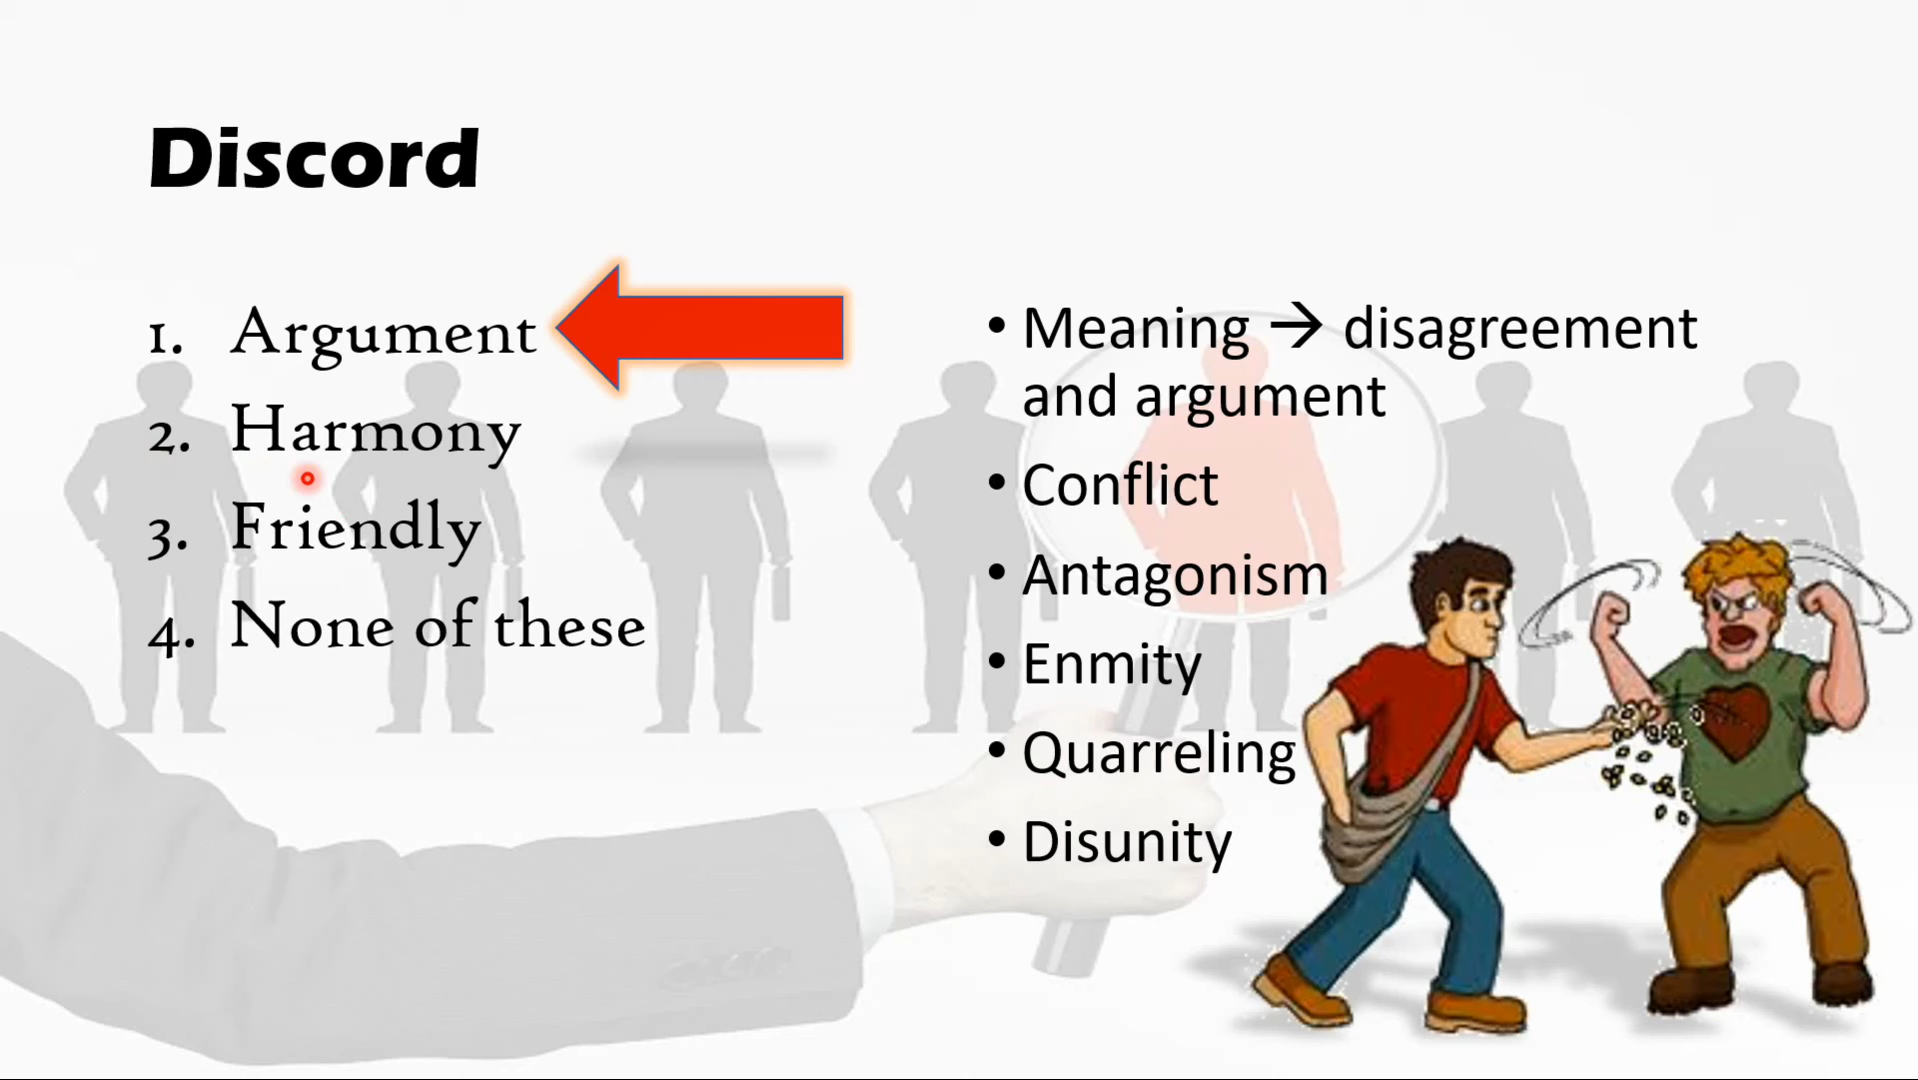 Discord
1. Argument
2. Harmony
3. Friendly
4. None of these
• Meaning → disagreement
and argument
• Conflict
• Antagonism
• Enmity
• Quarreling
• Disunity